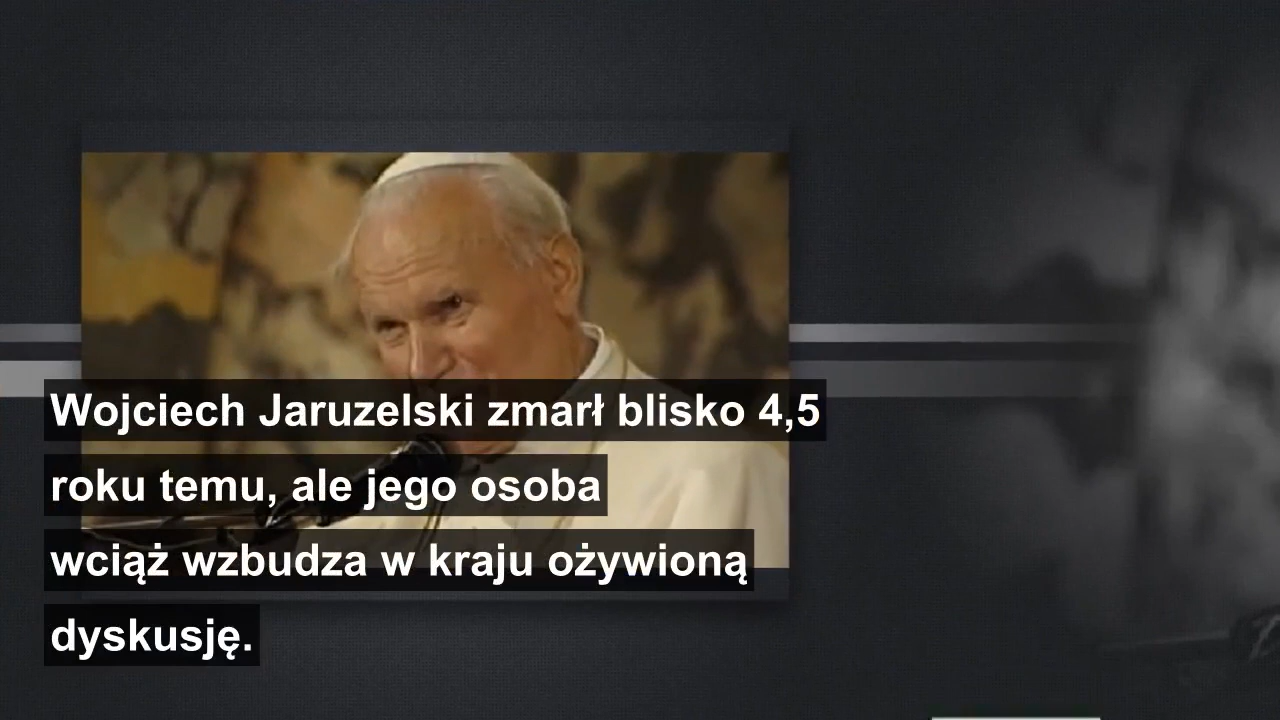 Wojciech Jaruzelski zmarł blisko 4,5
roku temu, ale jego osoba
wciąż wzbudza w kraju ożywioną
dyskusję.